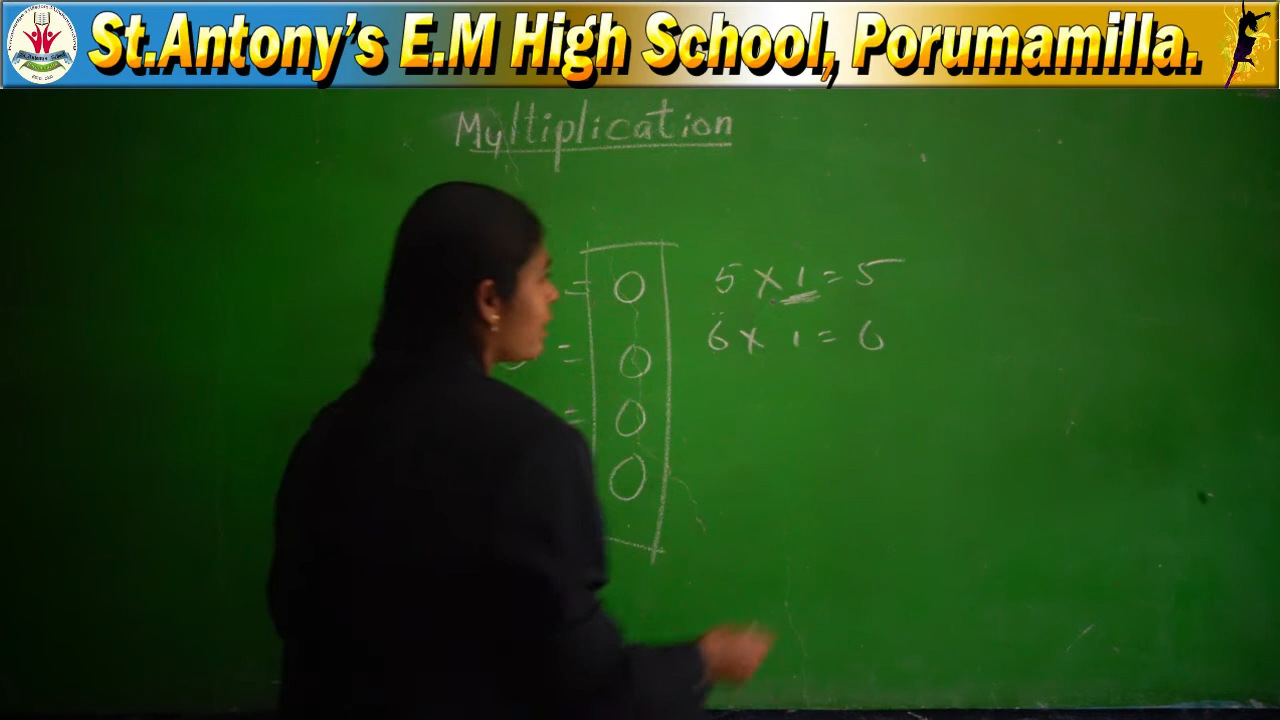 St.Antony's E.M High School, Porumamilla.
Multiplication
= 0
= 0
= 0
0
5 × 1 = 5
6 × 1 = 6